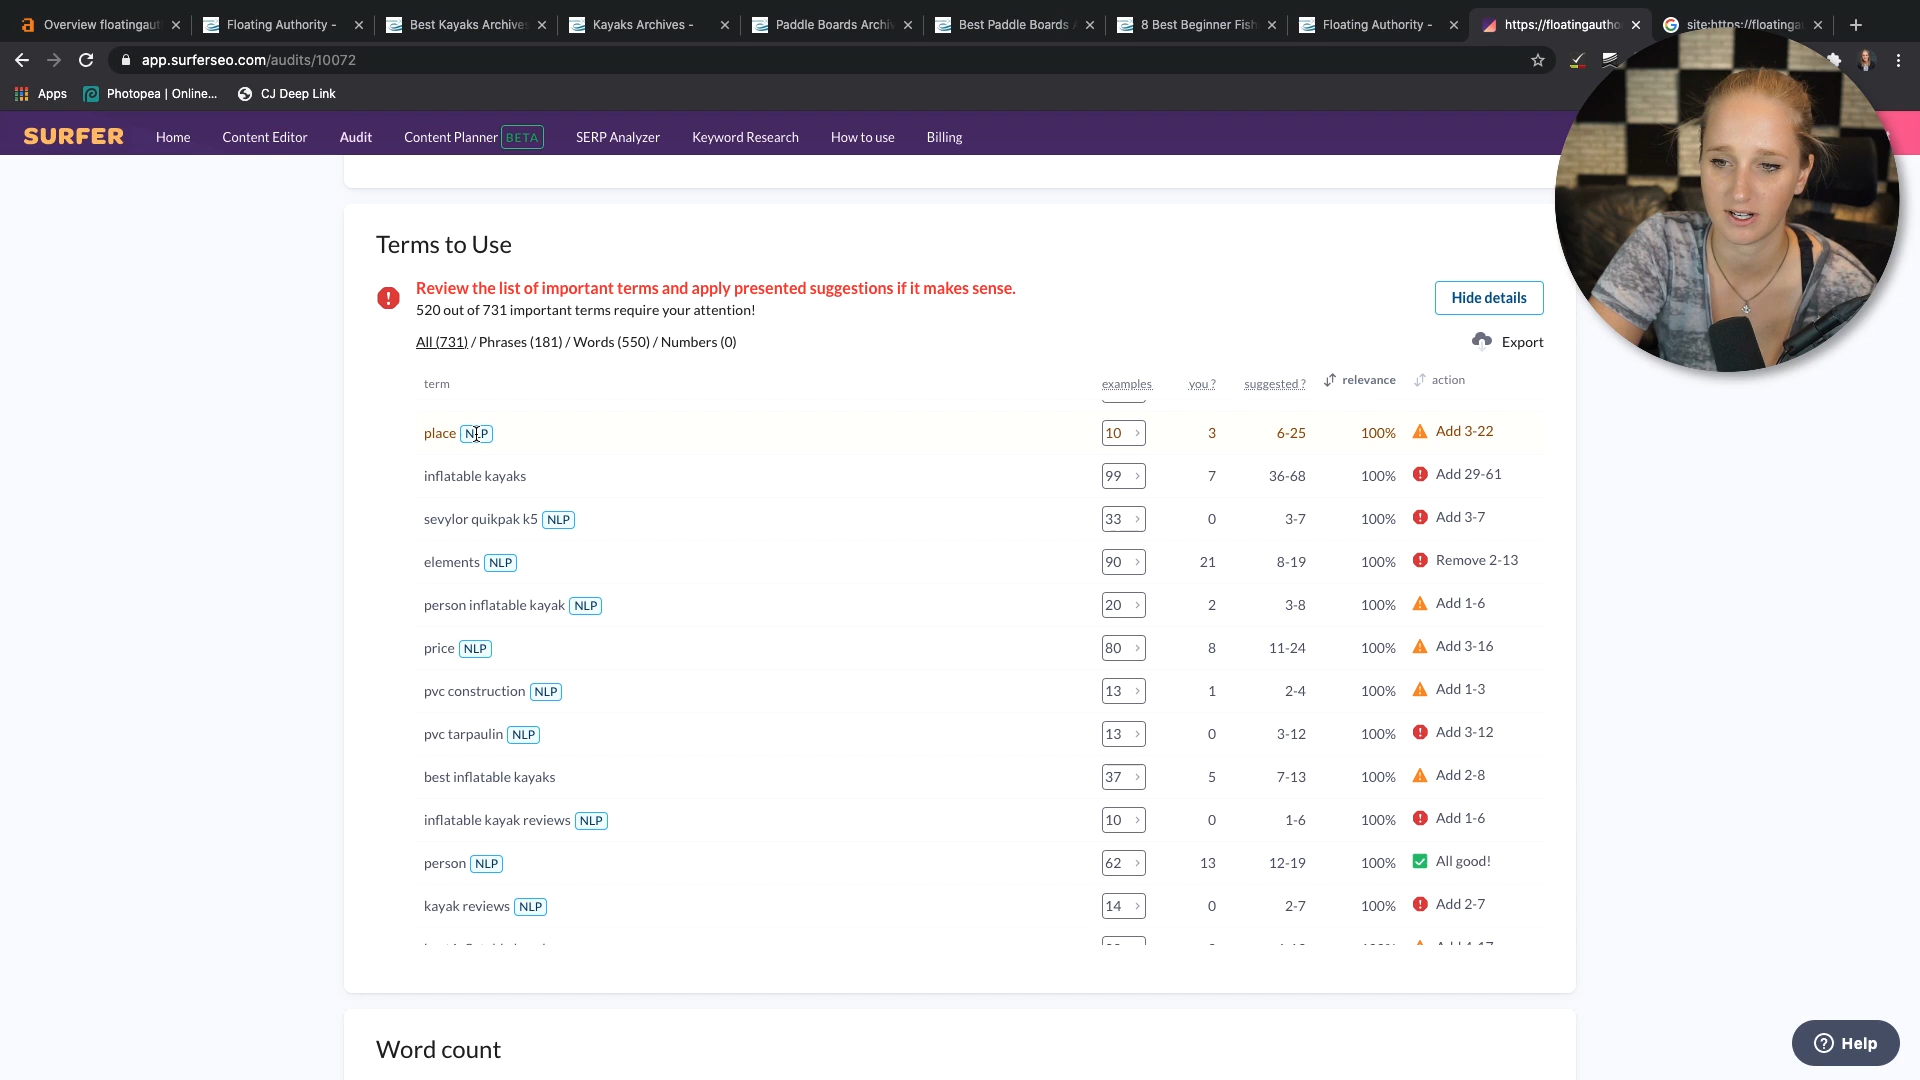 Overview floatingaut
Floating Authority -
Best Kayaks Archives
Kayaks Archives -
Paddle Boards Archiv
Best Paddle Boards A
8 Best Beginner Fish
Floating Authority -
https://floatingautho
site:https://floatinga
app.surferseo.com/audits/10072
Apps
Photopea | Online...
CJ Deep Link
SURFER
Home
Content Editor
Audit
Content Planner BETA
SERP Analyzer
Keyword Research
How to use
Billing
Terms to Use
Review the list of important terms and apply presented suggestions if it makes sense.
520 out of 731 important terms require your attention!
Hide details
All (731) / Phrases (181) / Words (550) / Numbers (0)
Export
term examples you ? suggested ? relevance action
place NLP 10 3 6-25 100% Add 3-22
inflatable kayaks 99 7 36-68 100% Add 29-61
sevylor quikpak k5 NLP 33 0 3-7 100% Add 3-7
elements NLP 90 21 8-19 100% Remove 2-13
person inflatable kayak NLP 20 2 3-8 100% Add 1-6
price NLP 80 8 11-24 100% Add 3-16
pvc construction NLP 13 1 2-4 100% Add 1-3
pvc tarpaulin NLP 13 0 3-12 100% Add 3-12
best inflatable kayaks 37 5 7-13 100% Add 2-8
inflatable kayak reviews NLP 10 0 1-6 100% Add 1-6
person NLP 62 13 12-19 100% All good!
kayak reviews NLP 14 0 2-7 100% Add 2-7
Word count
Help